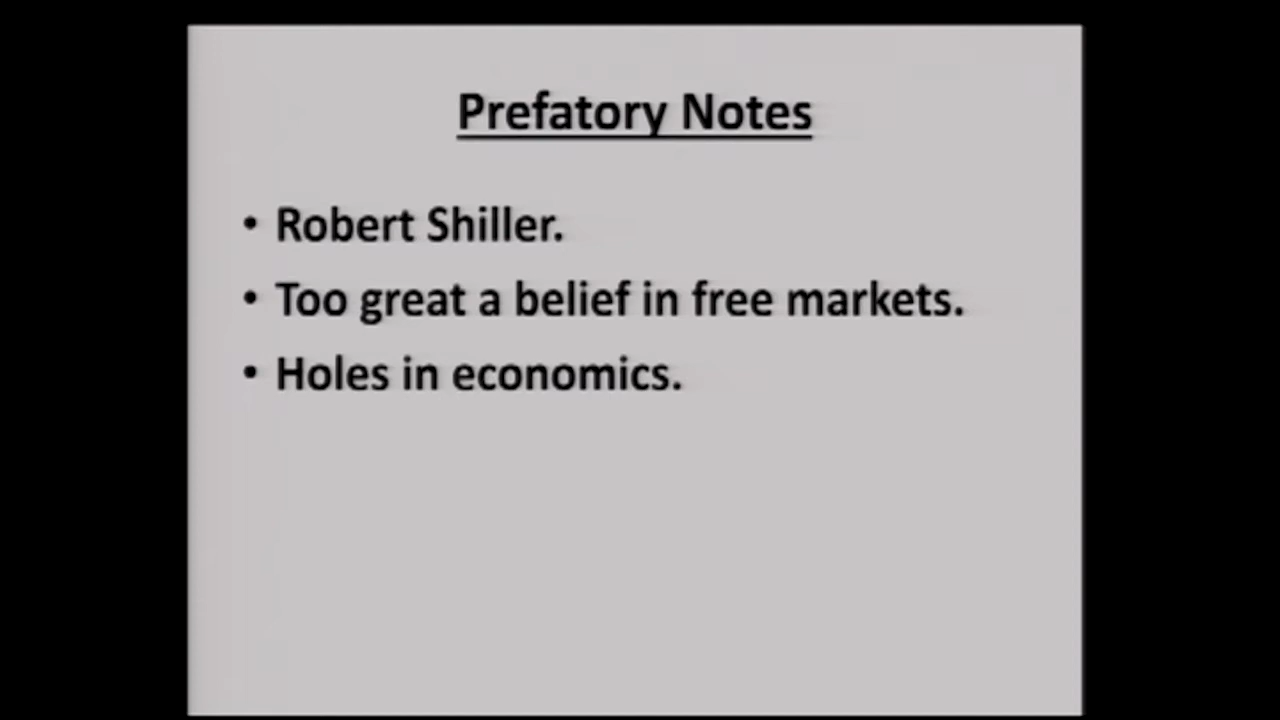 Prefatory Notes
• Robert Shiller.
• Too great a belief in free markets.
• Holes in economics.